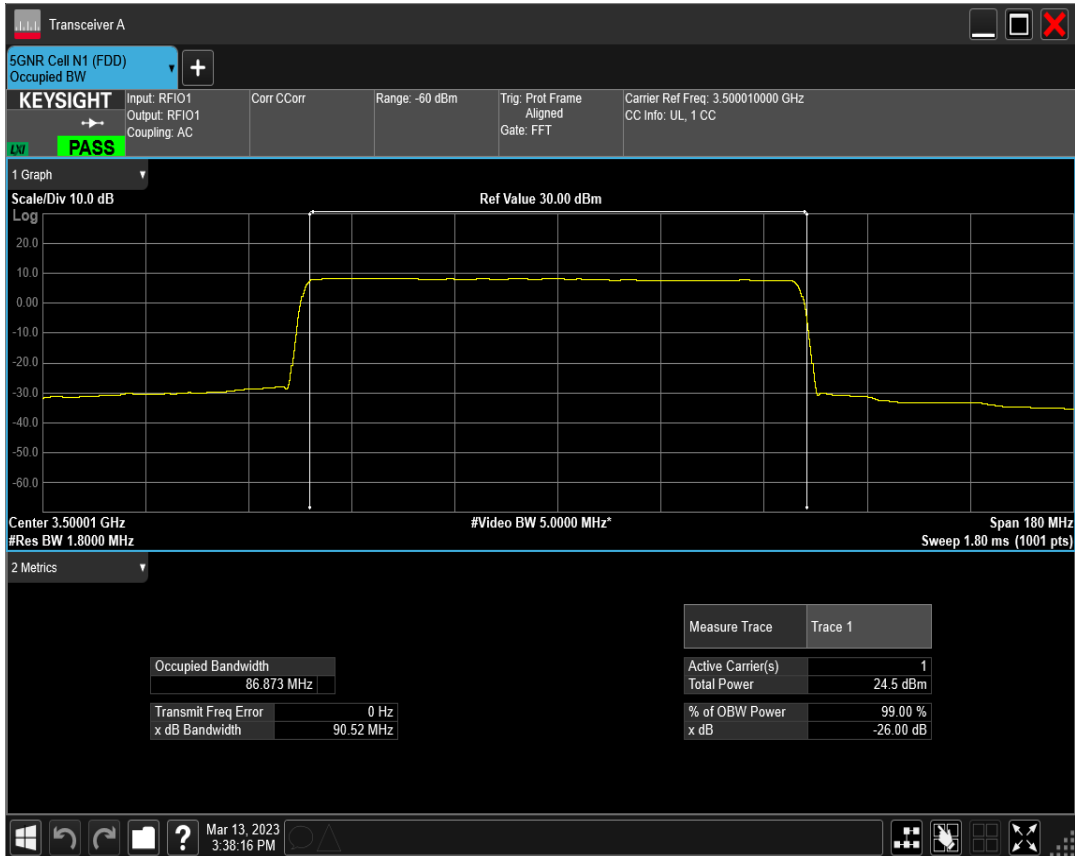 Transceiver A
5GNR Cell N1 (FDD)
Occupied BW
KEYSIGHT
LXI
PASS
Input: RFIO1
Output: RFIO1
Coupling: AC
Corr CCorr
Range: -60 dBm
Trig: Prot Frame
Aligned
Gate: FFT
Carrier Ref Freq: 3.500010000 GHz
CC Info: UL, 1 CC
1 Graph
Scale/Div 10.0 dB
Ref Value 30.00 dBm
Log
20.0
10.0
0.00
-10.0
-20.0
-30.0
-40.0
-50.0
-60.0
Center 3.50001 GHz
#Video BW 5.0000 MHz*
Span 180 MHz
#Res BW 1.8000 MHz
Sweep 1.80 ms (1001 pts)
2 Metrics
Measure Trace Trace 1
Occupied Bandwidth
86.873 MHz
Active Carrier(s) 1
Total Power 24.5 dBm
Transmit Freq Error 0 Hz
x dB Bandwidth 90.52 MHz
% of OBW Power 99.00 %
x dB -26.00 dB
?
Mar 13, 2023
3:38:16 PM